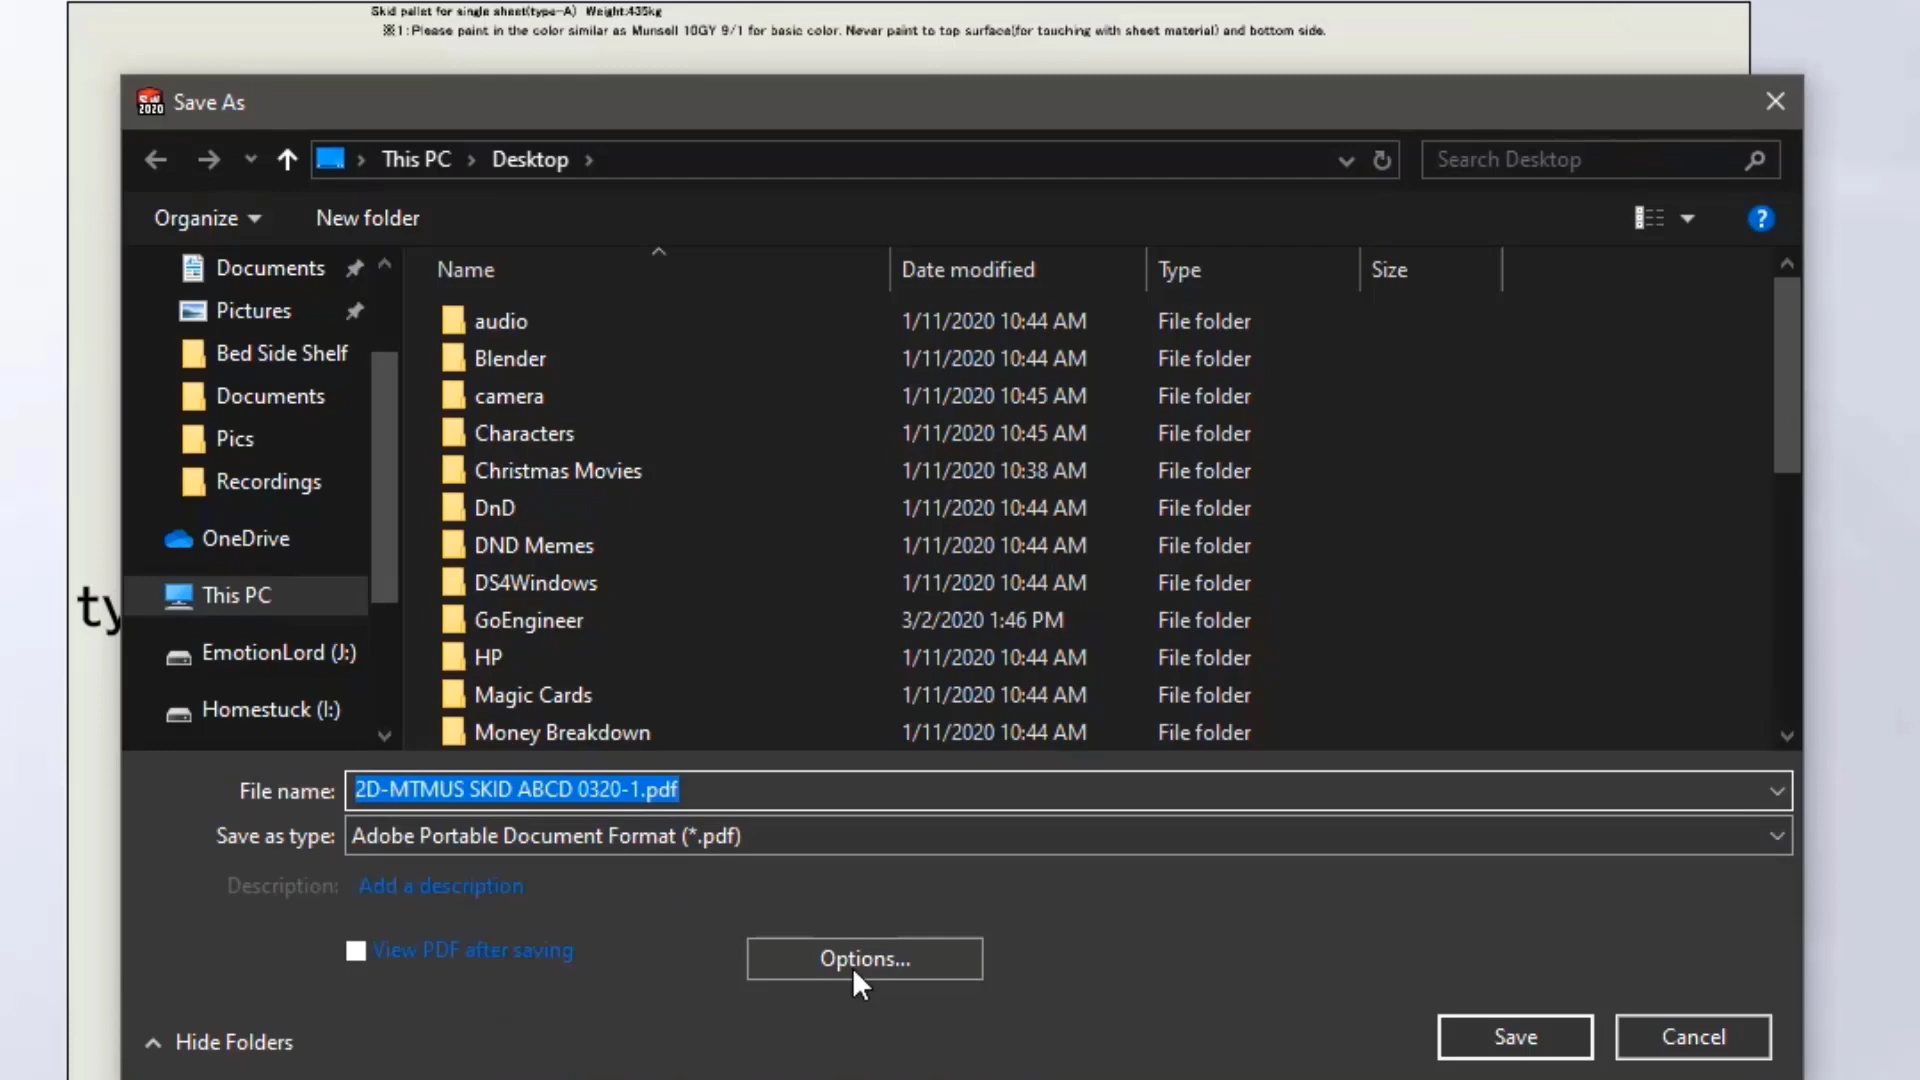 Skid pallet for single sheet(type-A) Weight:435kg
※1:Please paint in the color similar as Munsell 10GY 9/1 for basic color. Never paint to top surface(for touching with sheet material) and bottom side.
SW 2020 Save As
This PC > Desktop >
Search Desktop
Organize New folder
?
Documents
Pictures
Bed Side Shelf
Documents
Pics
Recordings
OneDrive
This PC
EmotionLord (J:)
Homestuck (I:)
Name Date modified Type Size
audio 1/11/2020 10:44 AM File folder
Blender 1/11/2020 10:44 AM File folder
camera 1/11/2020 10:45 AM File folder
Characters 1/11/2020 10:45 AM File folder
Christmas Movies 1/11/2020 10:38 AM File folder
DnD 1/11/2020 10:44 AM File folder
DND Memes 1/11/2020 10:44 AM File folder
DS4Windows 1/11/2020 10:44 AM File folder
GoEngineer 3/2/2020 1:46 PM File folder
HP 1/11/2020 10:44 AM File folder
Magic Cards 1/11/2020 10:44 AM File folder
Money Breakdown 1/11/2020 10:44 AM File folder
ty
File name: 2D-MTMUS SKID ABCD 0320-1.pdf
Save as type: Adobe Portable Document Format (*.pdf)
Description: Add a description
View PDF after saving
Options...
Hide Folders
Save
Cancel